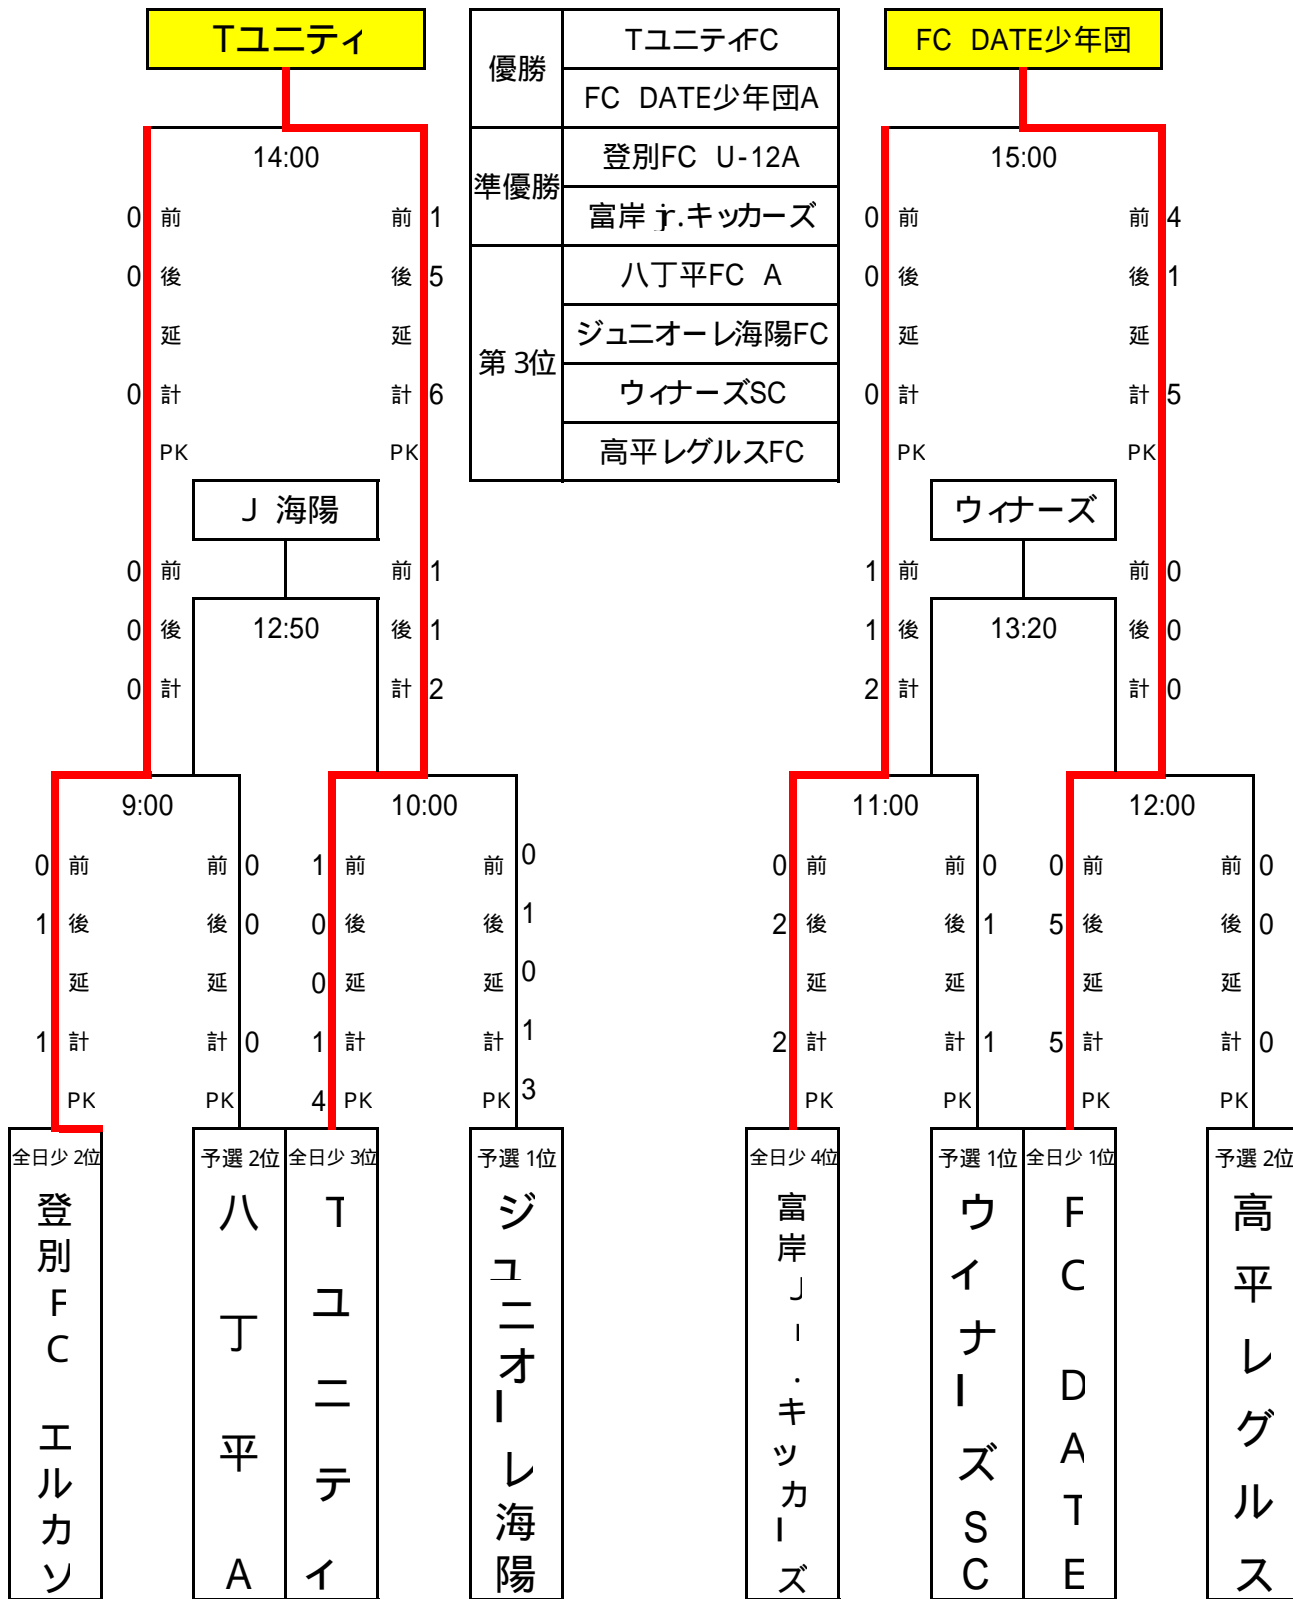 Tユニティ
優勝
TユニティFC
FC DATE少年団A
準優勝
登別FC U-12A
富岸 jr.キッカーズ
第3位
八丁平FC A
ジュニオーレ海陽FC
ウィナーズSC
高平レグルスFC
FC DATE少年団
14:00
0 前 前 1
0 後 後 5
延 延
0 計 計 6
PK PK
J 海陽
0 前 前 1
0 後 12:50 後 1
0 計 計 2
15:00
0 前 前 4
0 後 後 1
延 延
0 計 計 5
PK PK
ウィナーズ
1 前 前 0
1 後 13:20 後 0
2 計 計 0
9:00
0 前 前 0
1 後 後 0
延 延
1 計 計 0
PK PK
10:00
1 前 前 0
0 後 後 1
0 延 延 0
1 計 計 1
4 PK PK 3
11:00
0 前 前 0
2 後 後 1
延 延
2 計 計 1
PK PK
12:00
0 前 前 0
5 後 後 0
延 延
5 計 計 0
PK PK
全日少 2位
登別FC エルカソ
予選 2位
八丁平A
全日少 3位
Tユニティ
予選 1位
ジュニオーレ海陽
全日少 4位
富岸Jr.キッカーズ
予選 1位
ウィナーズSC
全日少 1位
FC DATE
予選 2位
高平レグルス